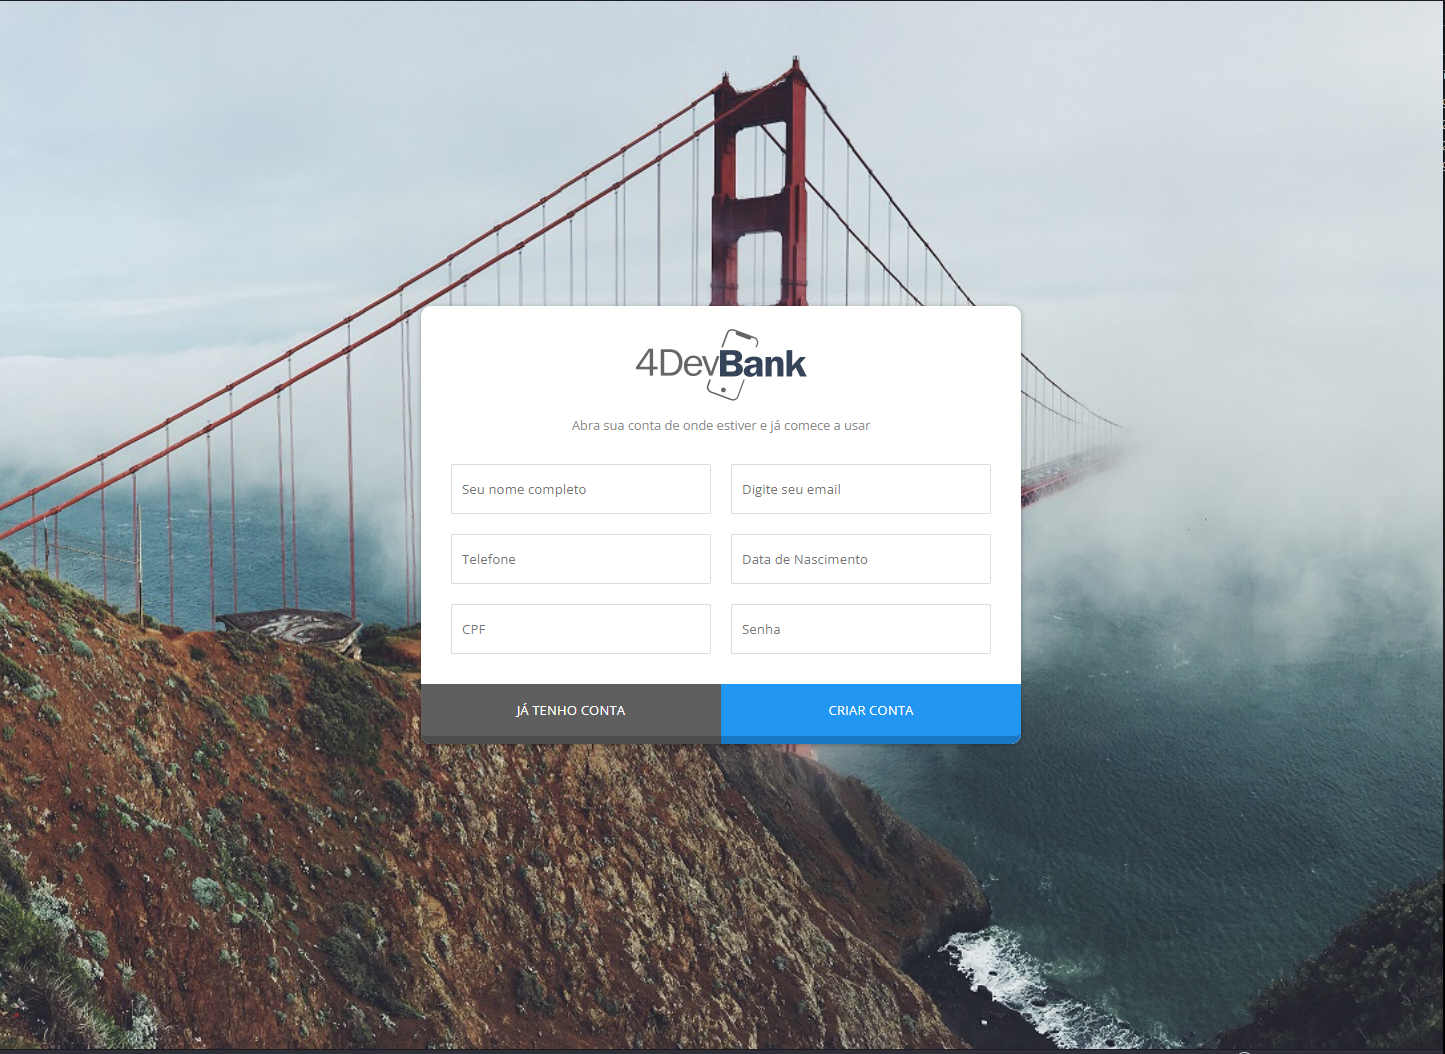 4DevBank
Abra sua conta de onde estiver e já comece a usar
Seu nome completo
Digite seu email
Telefone
Data de Nascimento
CPF
Senha
JÁ TENHO CONTA
CRIAR CONTA